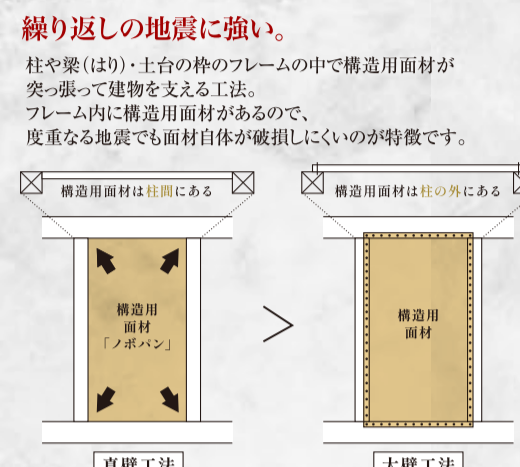 繰り返しの地震に強い。
柱や梁(はり)・土台の枠のフレームの中で構造用面材が
突っ張って建物を支える工法。
フレーム内に構造用面材があるので、
度重なる地震でも面材自体が破損しにくいのが特徴です。
構造用面材は柱間にある
構造用面材は柱の外にある
構造用
面材
「ノボパン」
>
構造用
面材
真壁工法
大壁工法